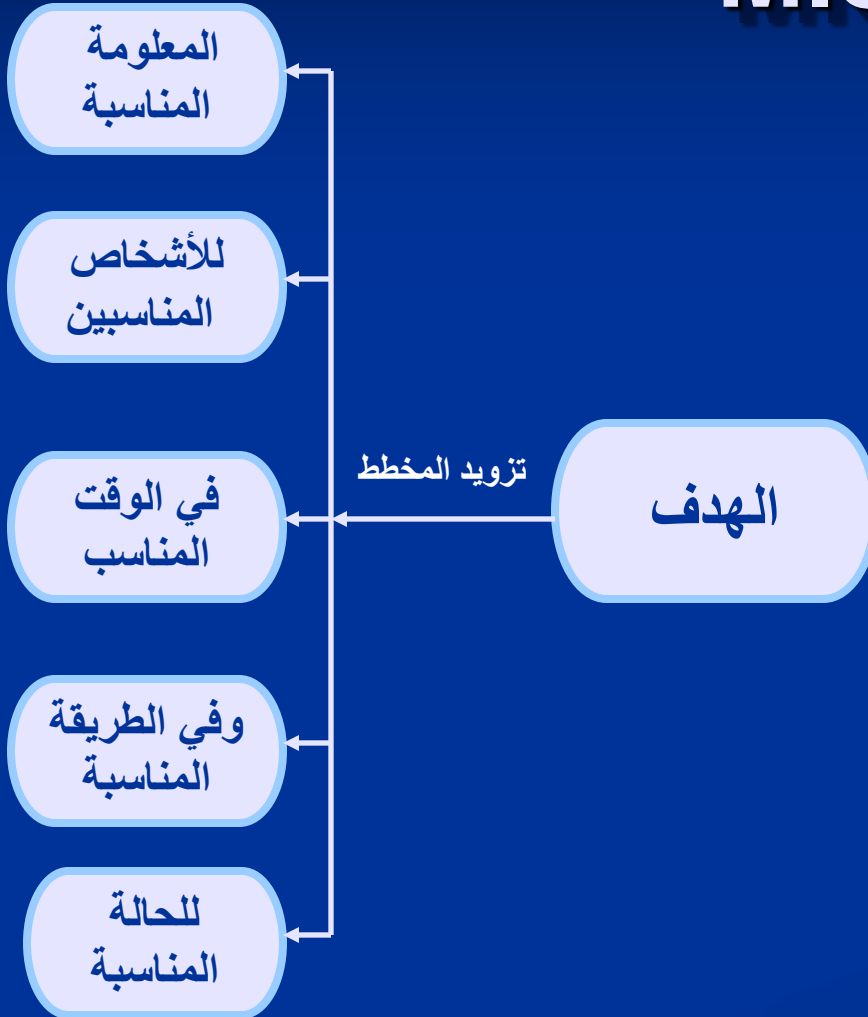 الهدف
تزويد المخطط
المعلومة
المناسبة
للأشخاص
المناسبين
في الوقت
المناسب
وفي الطريقة
المناسبة
للحالة
المناسبة